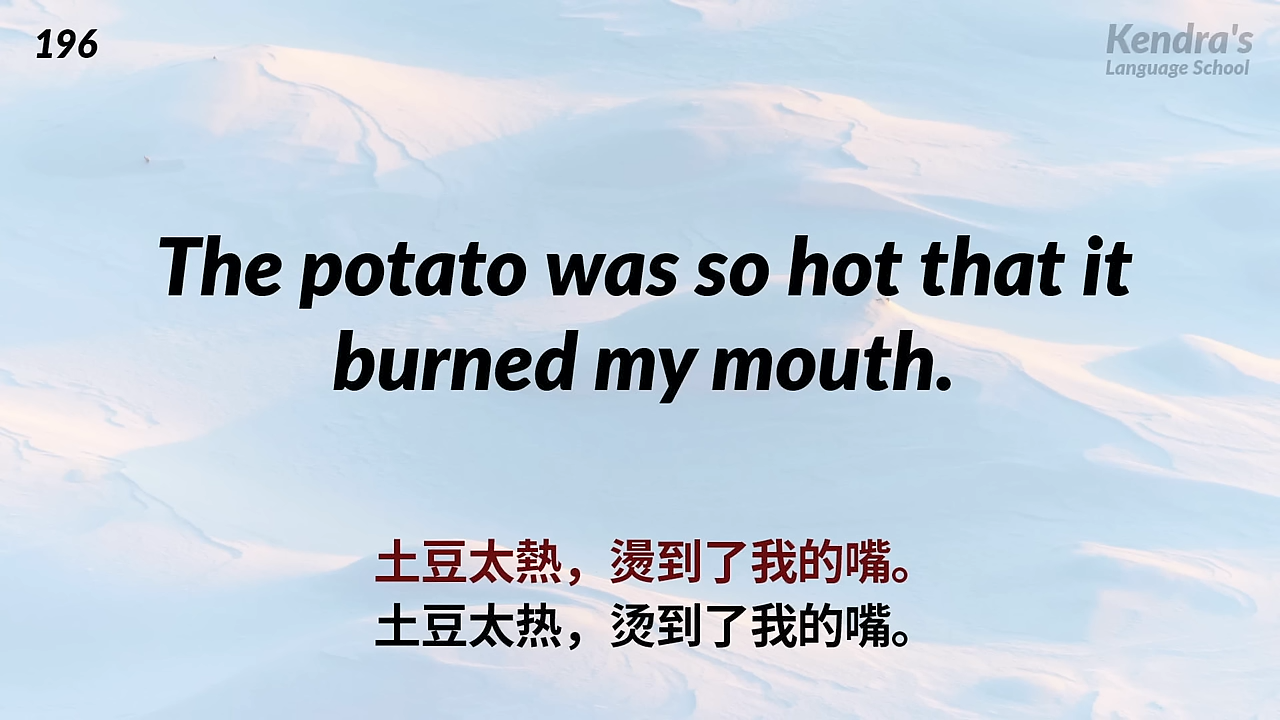 196
Kendra's
Language School
The potato was so hot that it
burned my mouth.
土豆太熱，燙到了我的嘴。
土豆太热，烫到了我的嘴。